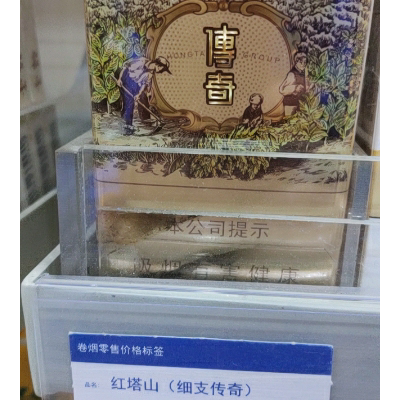 傳奇
本公司提示
吸烟有害健康
卷烟零售价格标签
品名：
红塔山（细支传奇）